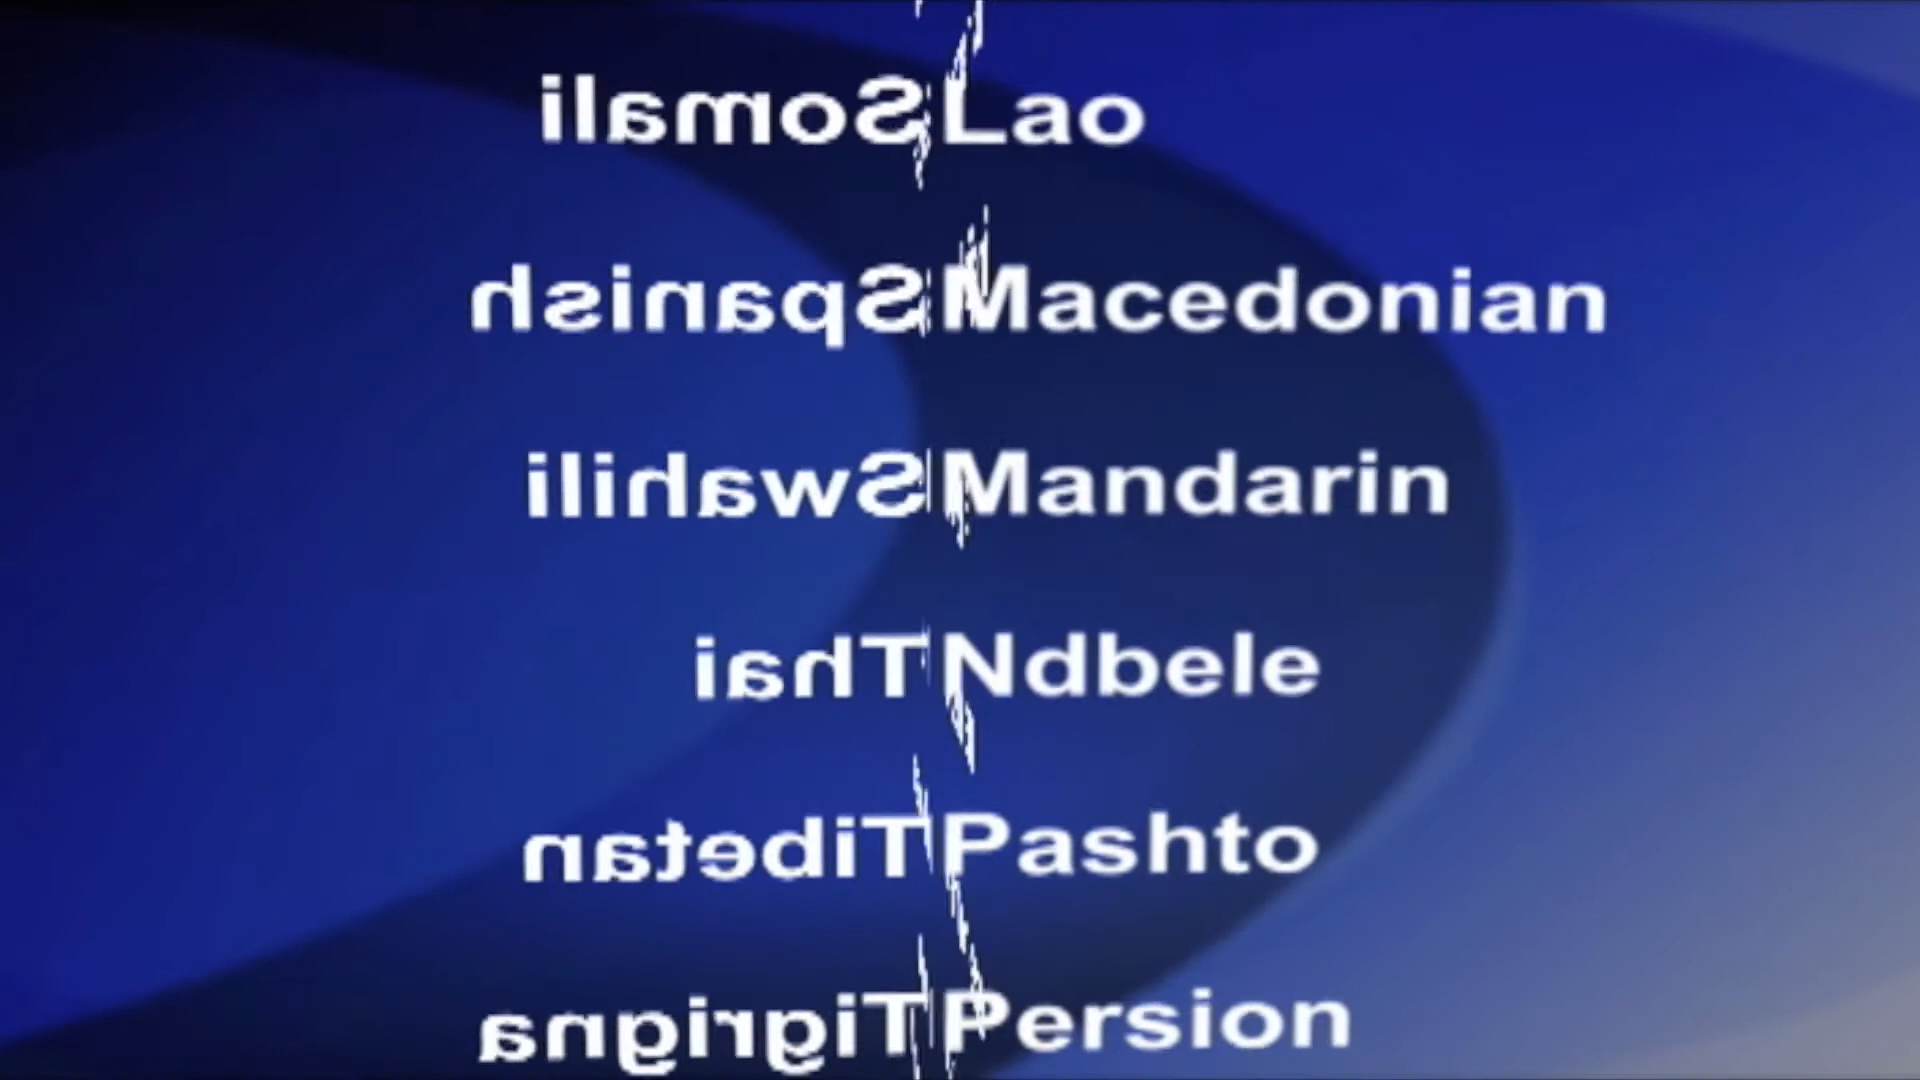 Somali Lao
Spanish Macedonian
Swahili Mandarin
Thai Ndbele
Tibetan Pashto
Tigrigna Persion